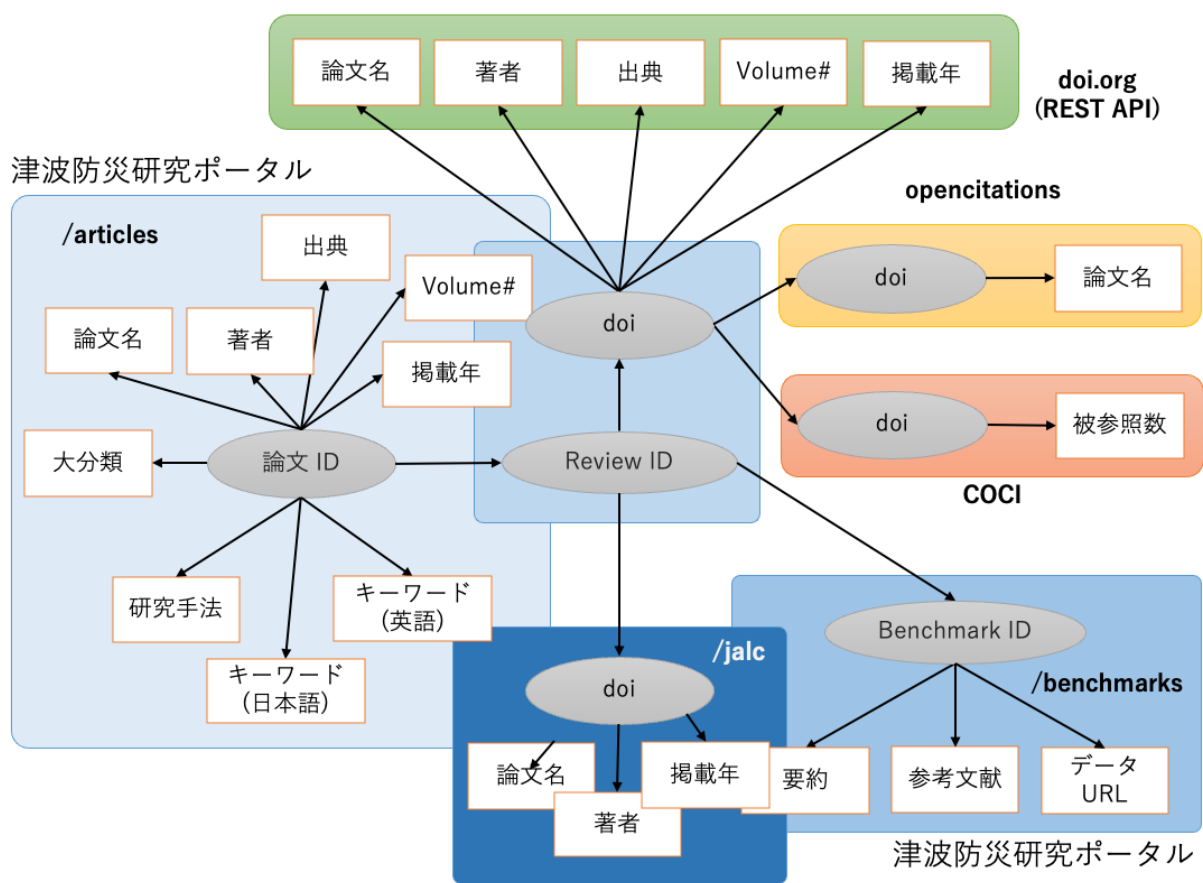 論文名
著者
出典
Volume#
掲載年
doi.org
(REST API)
津波防災研究ポータル
/articles
出典
Volume#
論文名
著者
掲載年
大分類
論文 ID
研究手法
キーワード
(英語)
キーワード
(日本語)
doi
Review ID
opencitations
doi
論文名
doi
被参照数
COCI
/jalc
doi
論文名
著者
掲載年
Benchmark ID
/benchmarks
要約
参考文献
データ
URL
津波防災研究ポータル